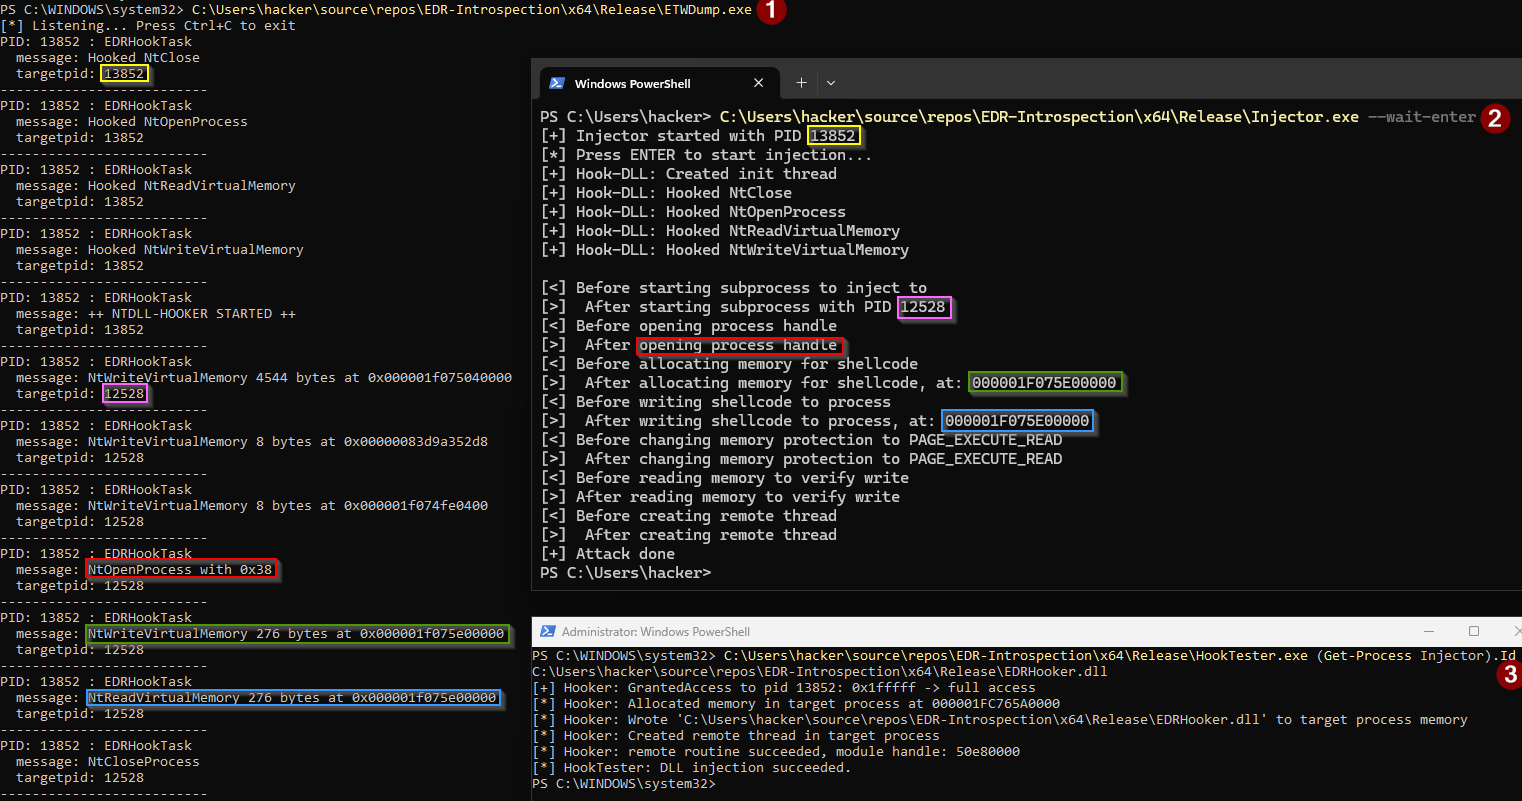 PS C:\WINDOWS\system32> C:\Users\hacker\source\repos\EDR-Introspection\x64\Release\ETWDump.exe
1
[*] Listening... Press Ctrl+C to exit
PID: 13852 : EDRHookTask
message: Hooked NtClose
targetpid: 13852
--------------------------
PID: 13852 : EDRHookTask
message: Hooked NtOpenProcess
targetpid: 13852
--------------------------
PID: 13852 : EDRHookTask
message: Hooked NtReadVirtualMemory
targetpid: 13852
--------------------------
PID: 13852 : EDRHookTask
message: Hooked NtWriteVirtualMemory
targetpid: 13852
--------------------------
PID: 13852 : EDRHookTask
message: ++ NTDLL-HOOKER STARTED ++
targetpid: 13852
--------------------------
PID: 13852 : EDRHookTask
message: NtWriteVirtualMemory 4544 bytes at 0x000001f075040000
targetpid: 12528
--------------------------
PID: 13852 : EDRHookTask
message: NtWriteVirtualMemory 8 bytes at 0x00000083d9a352d8
targetpid: 12528
--------------------------
PID: 13852 : EDRHookTask
message: NtWriteVirtualMemory 8 bytes at 0x000001f074fe0400
targetpid: 12528
--------------------------
PID: 13852 : EDRHookTask
message: NtOpenProcess with 0x38
targetpid: 12528
--------------------------
PID: 13852 : EDRHookTask
message: NtWriteVirtualMemory 276 bytes at 0x000001f075e00000
targetpid: 12528
--------------------------
PID: 13852 : EDRHookTask
message: NtReadVirtualMemory 276 bytes at 0x000001f075e00000
targetpid: 12528
--------------------------
PID: 13852 : EDRHookTask
message: NtCloseProcess
targetpid: 12528
--------------------------
Windows PowerShell
PS C:\Users\hacker> C:\Users\hacker\source\repos\EDR-Introspection\x64\Release\Injector.exe --wait-enter
2
[+] Injector started with PID 13852
[*] Press ENTER to start injection...
[+] Hook-DLL: Created init thread
[+] Hook-DLL: Hooked NtClose
[+] Hook-DLL: Hooked NtOpenProcess
[+] Hook-DLL: Hooked NtReadVirtualMemory
[+] Hook-DLL: Hooked NtWriteVirtualMemory
[<] Before starting subprocess to inject to
[>] After starting subprocess with PID 12528
[<] Before opening process handle
[>] After opening process handle
[<] Before allocating memory for shellcode
[>] After allocating memory for shellcode, at: 000001F075E00000
[<] Before writing shellcode to process
[>] After writing shellcode to process, at: 000001F075E00000
[<] Before changing memory protection to PAGE_EXECUTE_READ
[>] After changing memory protection to PAGE_EXECUTE_READ
[<] Before reading memory to verify write
[>] After reading memory to verify write
[<] Before creating remote thread
[>] After creating remote thread
[+] Attack done
PS C:\Users\hacker>
Administrator: Windows PowerShell
PS C:\WINDOWS\system32> C:\Users\hacker\source\repos\EDR-Introspection\x64\Release\HookTester.exe (Get-Process Injector).Id
C:\Users\hacker\source\repos\EDR-Introspection\x64\Release\EDRHooker.dll
3
[+] Hooker: GrantedAccess to pid 13852: 0x1fffff -> full access
[*] Hooker: Allocated memory in target process at 000001FC765A0000
[*] Hooker: Wrote 'C:\Users\hacker\source\repos\EDR-Introspection\x64\Release\EDRHooker.dll' to target process memory
[*] Hooker: Created remote thread in target process
[*] Hooker: remote routine succeeded, module handle: 50e80000
[*] HookTester: DLL injection succeeded.
PS C:\WINDOWS\system32>